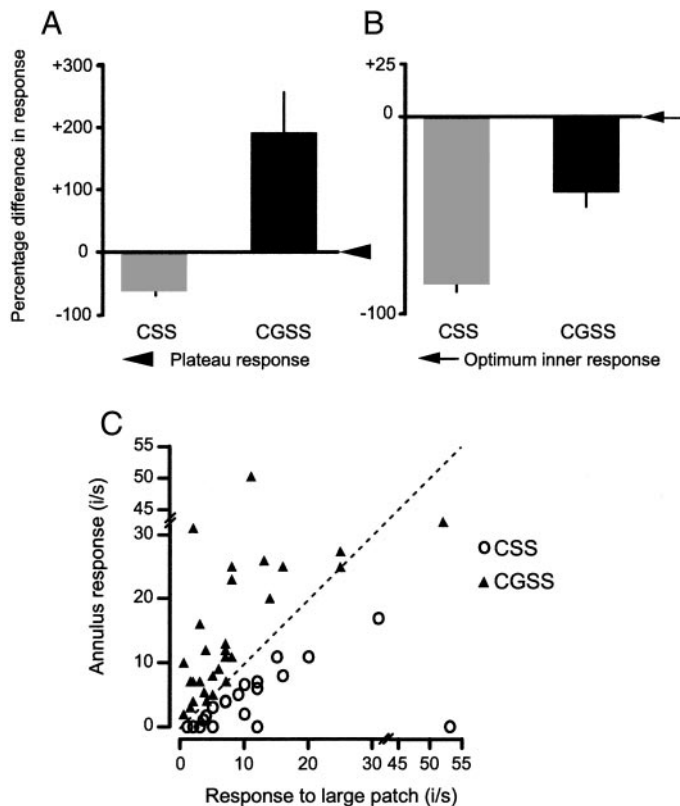 A
B
Percentage difference in response
+300
+200
+100
0
-100
CSS
CGSS
Plateau response
+25
0
-100
CSS
CGSS
Optimum inner response
C
Annulus response (i/s)
55
50
45
30
20
10
0
0
10
20
30
45
55
Response to large patch (i/s)
CSS
CGSS